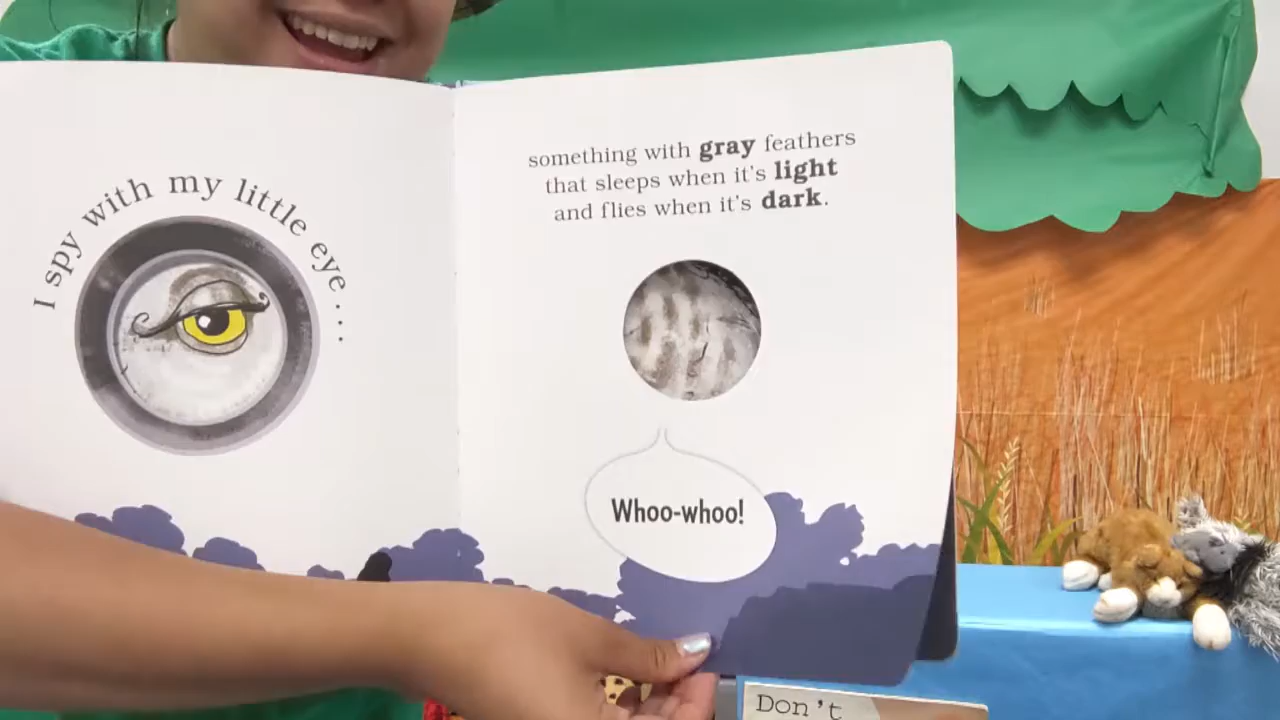 I spy with my little eye....
something with gray feathers
that sleeps when it's light
and flies when it's dark.
Whoo-whoo!
Don't